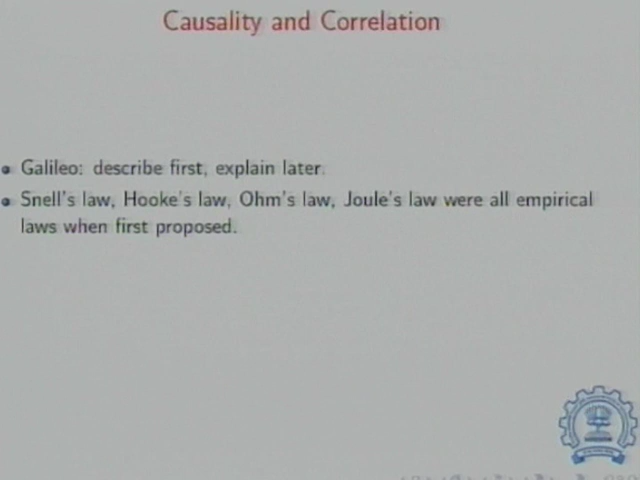 Causality and Correlation
Galileo: describe first, explain later.
Snell's law, Hooke's law, Ohm's law, Joule's law were all empirical
laws when first proposed.